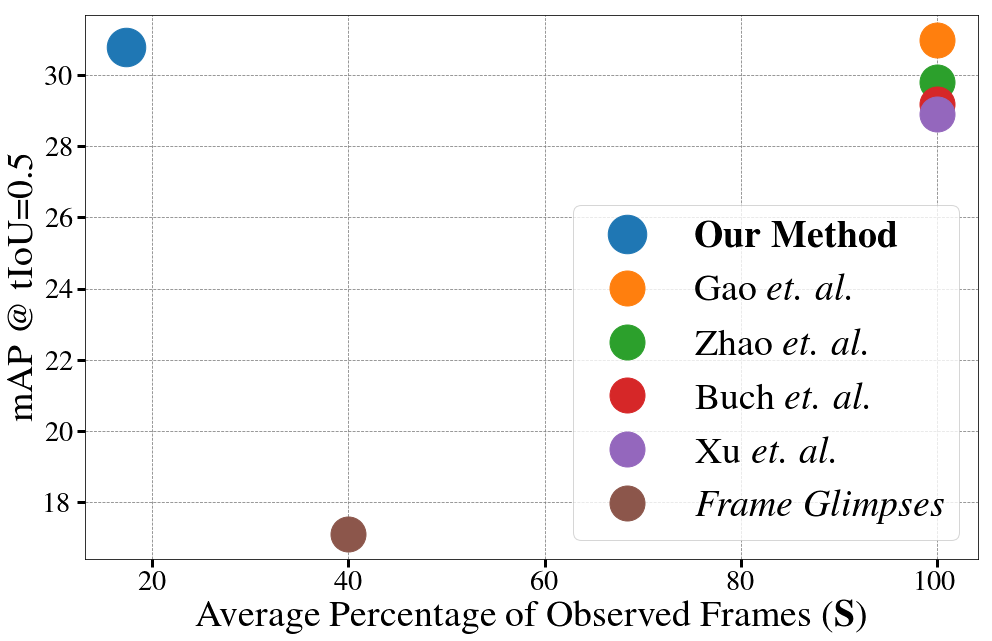 mAP @ tIoU=0.5
30
28
26
24
22
20
18
Our Method
Gao et. al.
Zhao et. al.
Buch et. al.
Xu et. al.
Frame Glimpses
20 40 60 80 100
Average Percentage of Observed Frames (S)